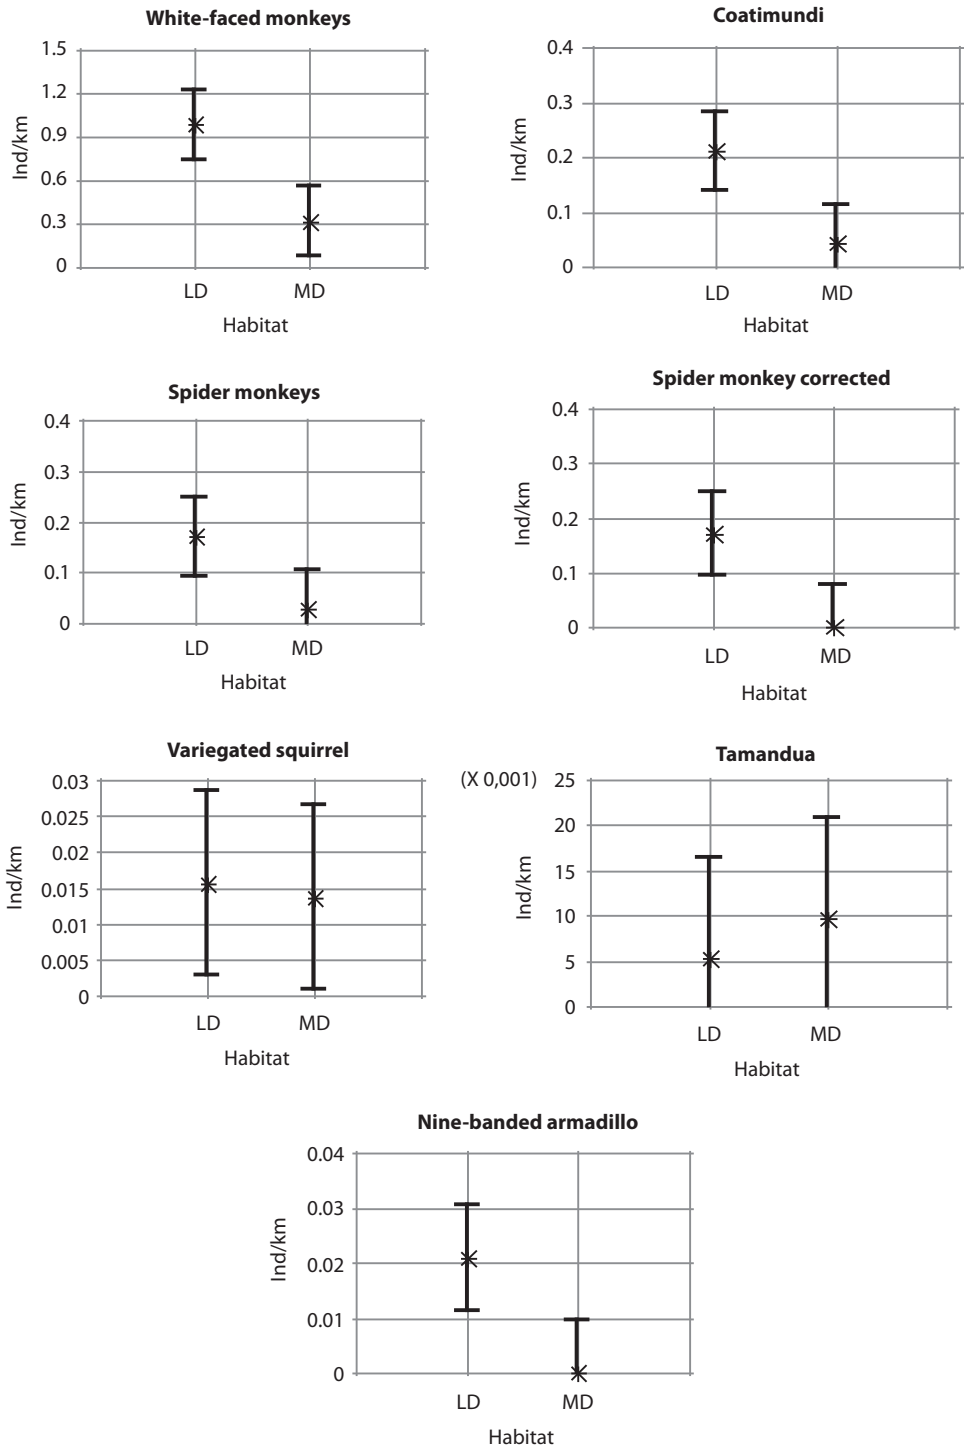 White-faced monkeys
1.5
1.2
0.9
0.6
0.3
0
Ind/km
LD MD
Habitat
Coatimundi
0.4
0.3
0.2
0.1
0
Ind/km
LD MD
Habitat
Spider monkeys
0.4
0.3
0.2
0.1
0
Ind/km
LD MD
Habitat
Spider monkey corrected
0.4
0.3
0.2
0.1
0
Ind/km
LD MD
Habitat
Variegated squirrel
0.03
0.025
0.02
0.015
0.01
0.005
0
Ind/km
LD MD
Habitat
Tamandua
(X 0,001) 25
20
15
10
5
0
Ind/km
LD MD
Habitat
Nine-banded armadillo
0.04
0.03
0.02
0.01
0
Ind/km
LD MD
Habitat